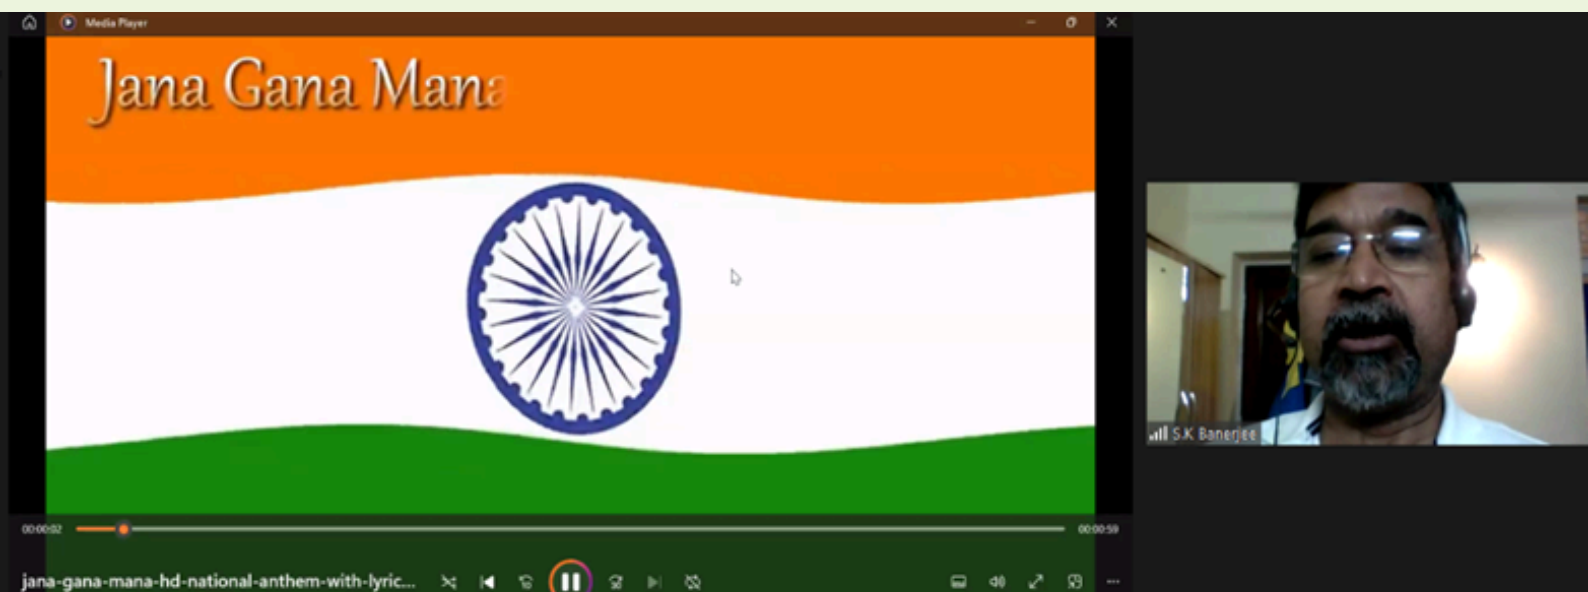 Media Player
Jana Gana Mana
S.K Banerjee
00:00:02
00:00:59
jana-gana-mana-hd-national-anthem-with-lyric...